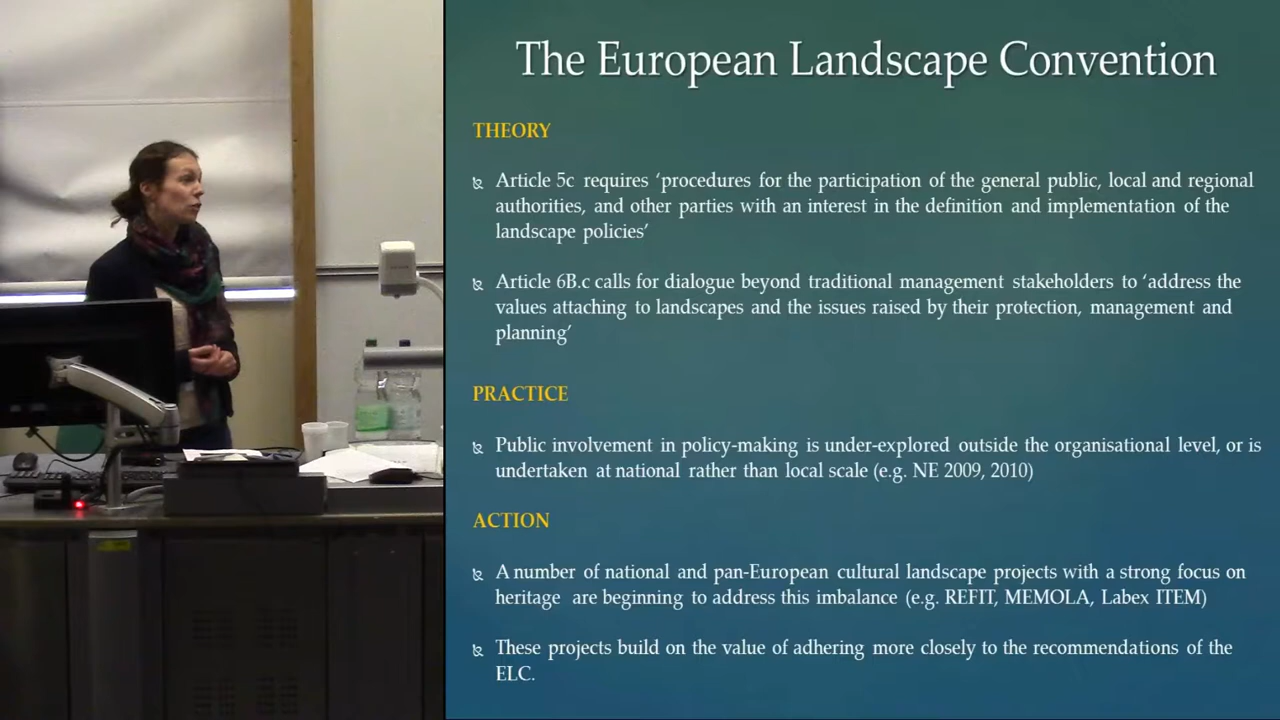 The European Landscape Convention
THEORY
Article 5c requires ‘procedures for the participation of the general public, local and regional
authorities, and other parties with an interest in the definition and implementation of the
landscape policies’
Article 6B.c calls for dialogue beyond traditional management stakeholders to ‘address the
values attaching to landscapes and the issues raised by their protection, management and
planning’
PRACTICE
Public involvement in policy-making is under-explored outside the organisational level, or is
undertaken at national rather than local scale (e.g. NE 2009, 2010)
ACTION
A number of national and pan-European cultural landscape projects with a strong focus on
heritage are beginning to address this imbalance (e.g. REFIT, MEMOLA, Labex ITEM)
These projects build on the value of adhering more closely to the recommendations of the
ELC.